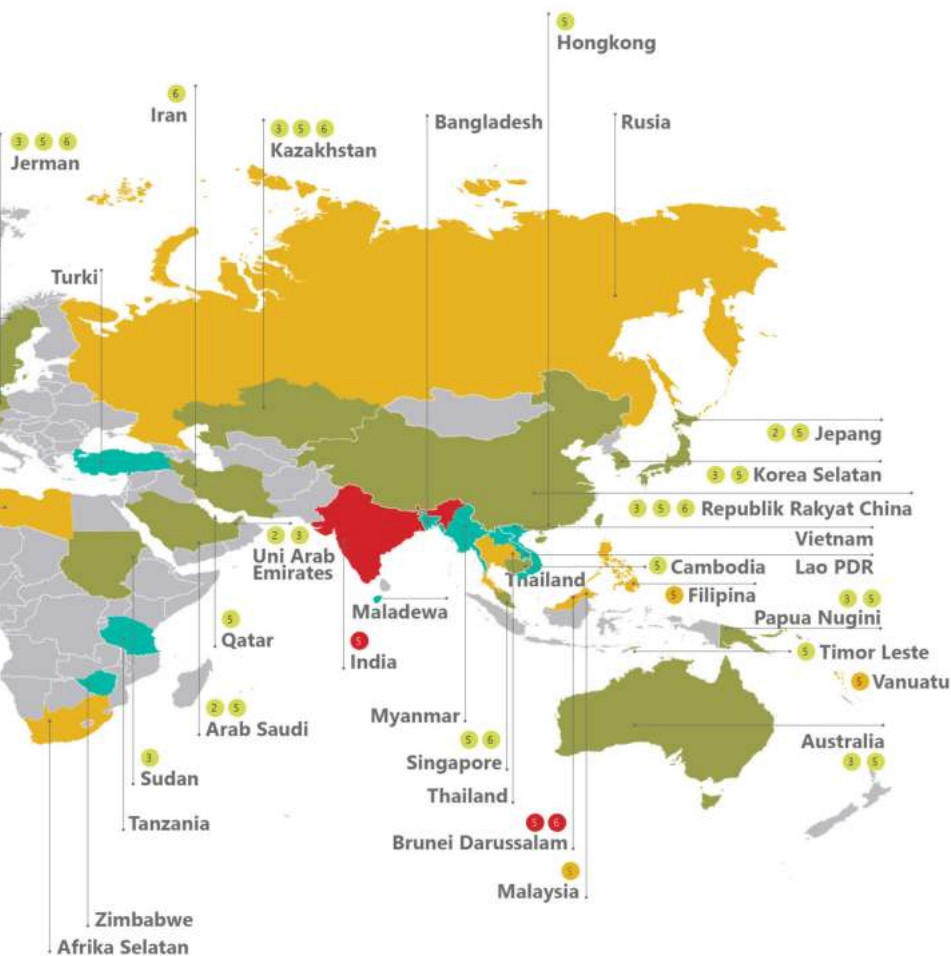 5
Hongkong
6
Iran
3 5 6
Kazakhstan
Bangladesh
Rusia
3 5 6
Jerman
Turki
2 5 Jepang
3 5 Korea Selatan
3 5 6 Republik Rakyat China
Vietnam
2 3
Uni Arab
Emirates
Lao PDR
5 Cambodia
Thailand
5 Filipina
Maladewa
3 5
Papua Nugini
5
Qatar
5
India
5 Timor Leste
5 Vanuatu
2 5
Arab Saudi
Myanmar
Australia
3 5
5 6
Singapore
3
Sudan
Thailand
Tanzania
5 6
Brunei Darussalam
5
Malaysia
Zimbabwe
Afrika Selatan